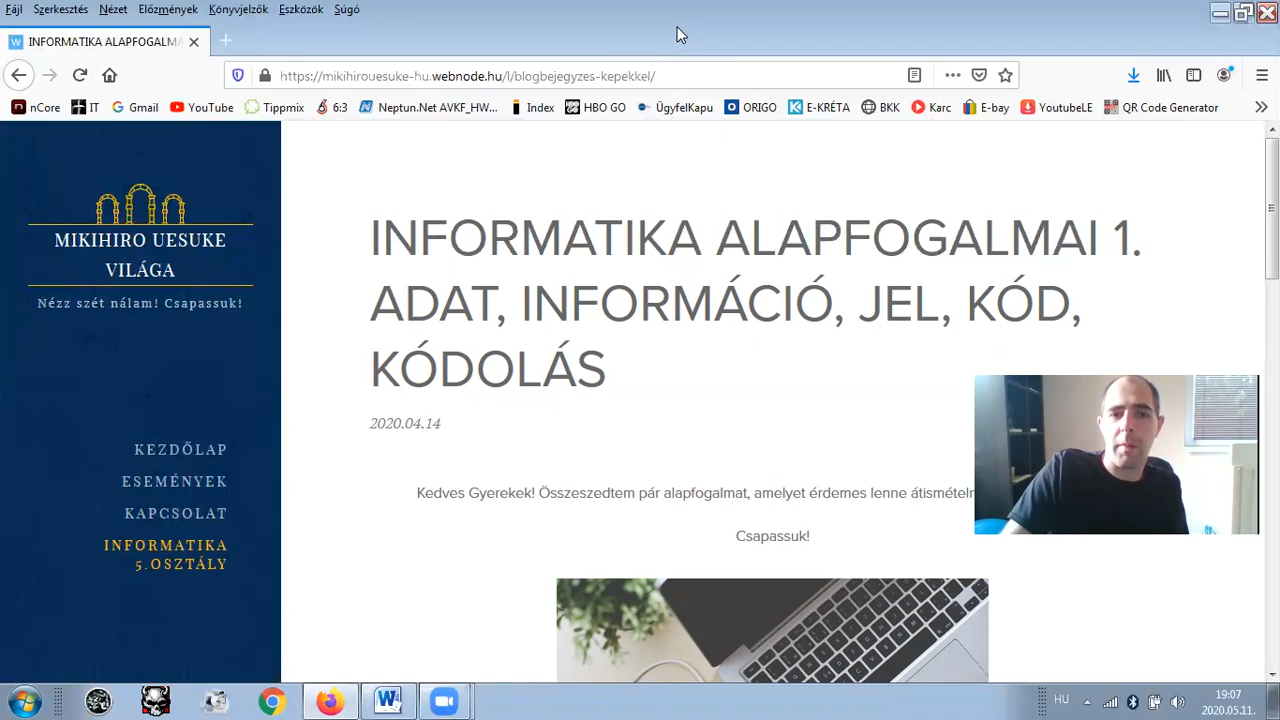 Fájl Szerkesztés Nézet Előzmények Könyvjelzők Eszközök Súgó
INFORMATIKA ALAPFOGALMA
https://mikihirouesuke-hu.webnode.hu/l/blogbejegyzes-kepekkel/
nCore IT Gmail YouTube Tippmix 6:3 Neptun.Net AVKF_HW... Index HBO GO ÜgyfelKapu ORIGO E-KRÉTA BKK Karc E-bay YoutubeLE QR Code Generator
MIKIHIRO UESUKE
VILÁGA
Nézz szét nálam! Csapassuk!
KEZDŐLAP
ESEMÉNYEK
KAPCSOLAT
INFORMATIKA
5.OSZTÁLY
INFORMATIKA ALAPFOGALMAI 1.
ADAT, INFORMÁCIÓ, JEL, KÓD,
KÓDOLÁS
2020.04.14
Kedves Gyerekek! Összeszedtem pár alapfogalmat, amelyet érdemes lenne átismételn
Csapassuk!
HU
19:07
2020.05.11.